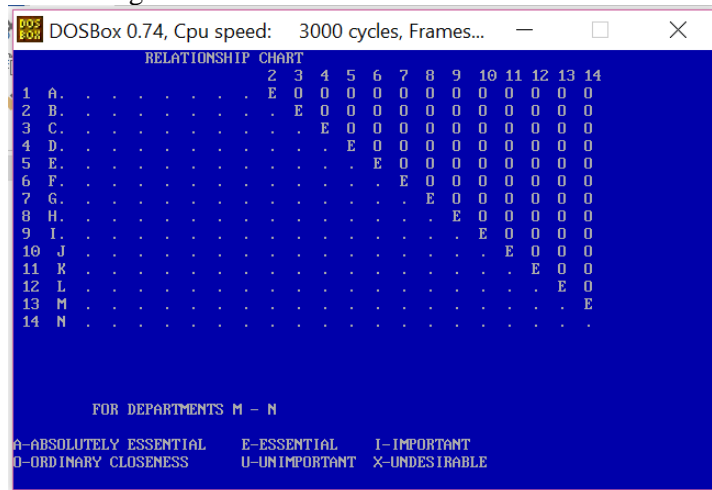 DOS BOX DOSBox 0.74, Cpu speed: 3000 cycles, Frames...
RELATIONSHIP CHART
2 3 4 5 6 7 8 9 10 11 12 13 14
1 A. . . . . . . . E O O O O O O O O O O O O
2 B. . . . . . . . . E O O O O O O O O O O O
3 C. . . . . . . . . . E O O O O O O O O O O
4 D. . . . . . . . . . . E O O O O O O O O O
5 E. . . . . . . . . . . . E O O O O O O O O
6 F. . . . . . . . . . . . . E O O O O O O O
7 G. . . . . . . . . . . . . . E O O O O O O
8 H. . . . . . . . . . . . . . . E O O O O O
9 I. . . . . . . . . . . . . . . . E O O O O
10 J . . . . . . . . . . . . . . . . E O O O
11 K . . . . . . . . . . . . . . . . . E O O
12 L . . . . . . . . . . . . . . . . . . E O
13 M . . . . . . . . . . . . . . . . . . . E
14 N . . . . . . . . . . . . . . . . . . . .
FOR DEPARTMENTS M - N
A-ABSOLUTELY ESSENTIAL E-ESSENTIAL I-IMPORTANT
O-ORDINARY CLOSENESS U-UNIMPORTANT X-UNDESIRABLE